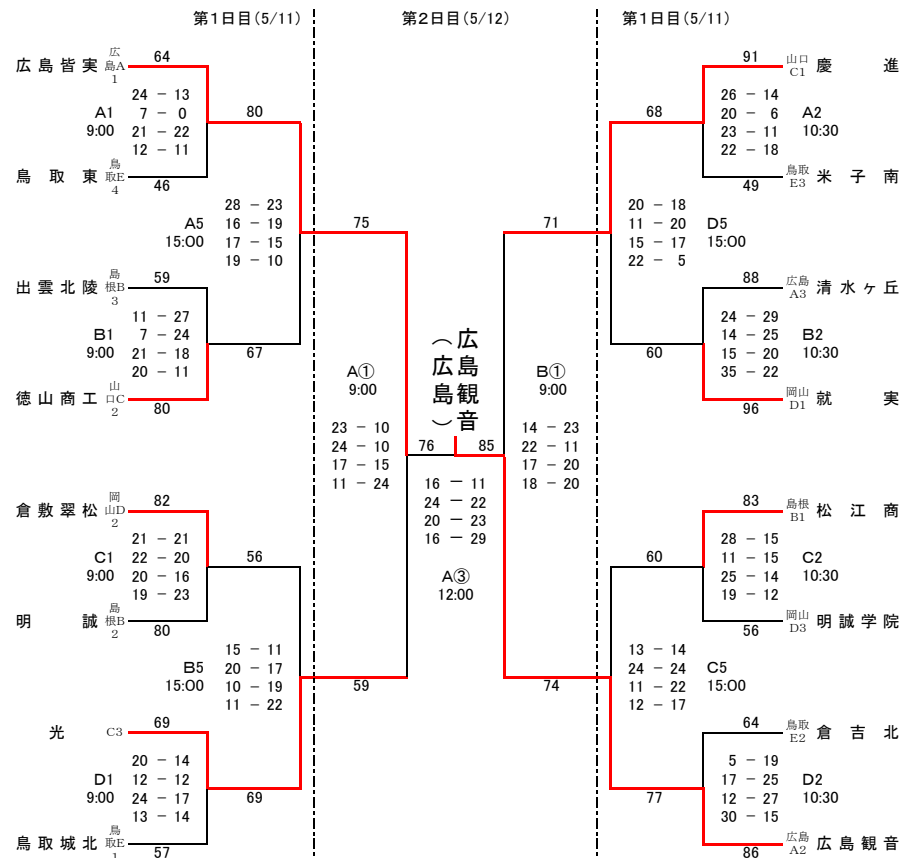 第1日目(5/11)
第2日目(5/12)
第1日目(5/11)
広島皆実
広
島A
1
64
A1
9:00
24 － 13
7 － 0
21 － 22
12 － 11
80
鳥取東
鳥
取E
4
46
A5
15:00
28 － 23
16 － 19
17 － 15
19 － 10
75
出雲北陵
島
根B
3
59
B1
9:00
11 － 27
7 － 24
21 － 18
20 － 11
67
徳山商工
山
口C
2
80
A①
9:00
23 － 10
24 － 10
17 － 15
11 － 24
倉敷翠松
岡
山D
2
82
C1
9:00
21 － 21
22 － 20
20 － 16
19 － 23
56
明誠
島
根B
2
80
B5
15:00
15 － 11
20 － 17
10 － 19
11 － 22
59
光
C3
69
D1
9:00
20 － 14
12 － 12
24 － 17
13 － 14
69
鳥取城北
鳥
取E
1
57
広島観音
（広島）
76
85
16 － 11
24 － 22
20 － 23
16 － 29
A③
12:00
91
山口
C1
慶進
26 － 14
20 － 6
23 － 11
22 － 18
A2
10:30
68
49
鳥取
E3
米子南
71
20 － 18
11 － 20
15 － 17
22 － 5
D5
15:00
88
広島
A3
清水ヶ丘
24 － 29
14 － 25
15 － 20
35 － 22
B2
10:30
60
96
岡山
D1
就実
B①
9:00
14 － 23
22 － 11
17 － 20
18 － 20
83
島根
B1
松江商
28 － 15
11 － 15
25 － 14
19 － 12
C2
10:30
60
56
岡山
D3
明誠学院
74
13 － 14
24 － 24
11 － 22
12 － 17
C5
15:00
64
鳥取
E2
倉吉北
5 － 19
17 － 25
12 － 27
30 － 15
D2
10:30
77
86
広島
A2
広島観音